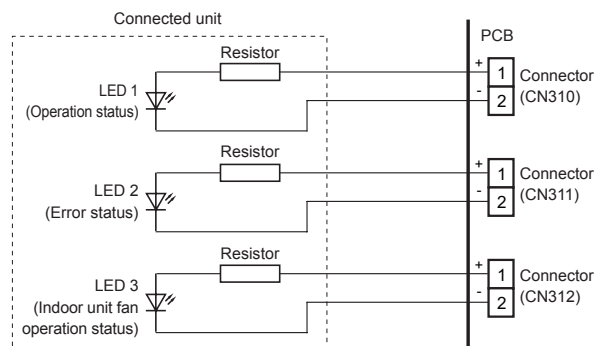 Connected unit
PCB
Resistor
LED 1
(Operation status)
+
-
1
2
Connector
(CN310)
Resistor
LED 2
(Error status)
+
-
1
2
Connector
(CN311)
Resistor
LED 3
(Indoor unit fan
operation status)
+
-
1
2
Connector
(CN312)